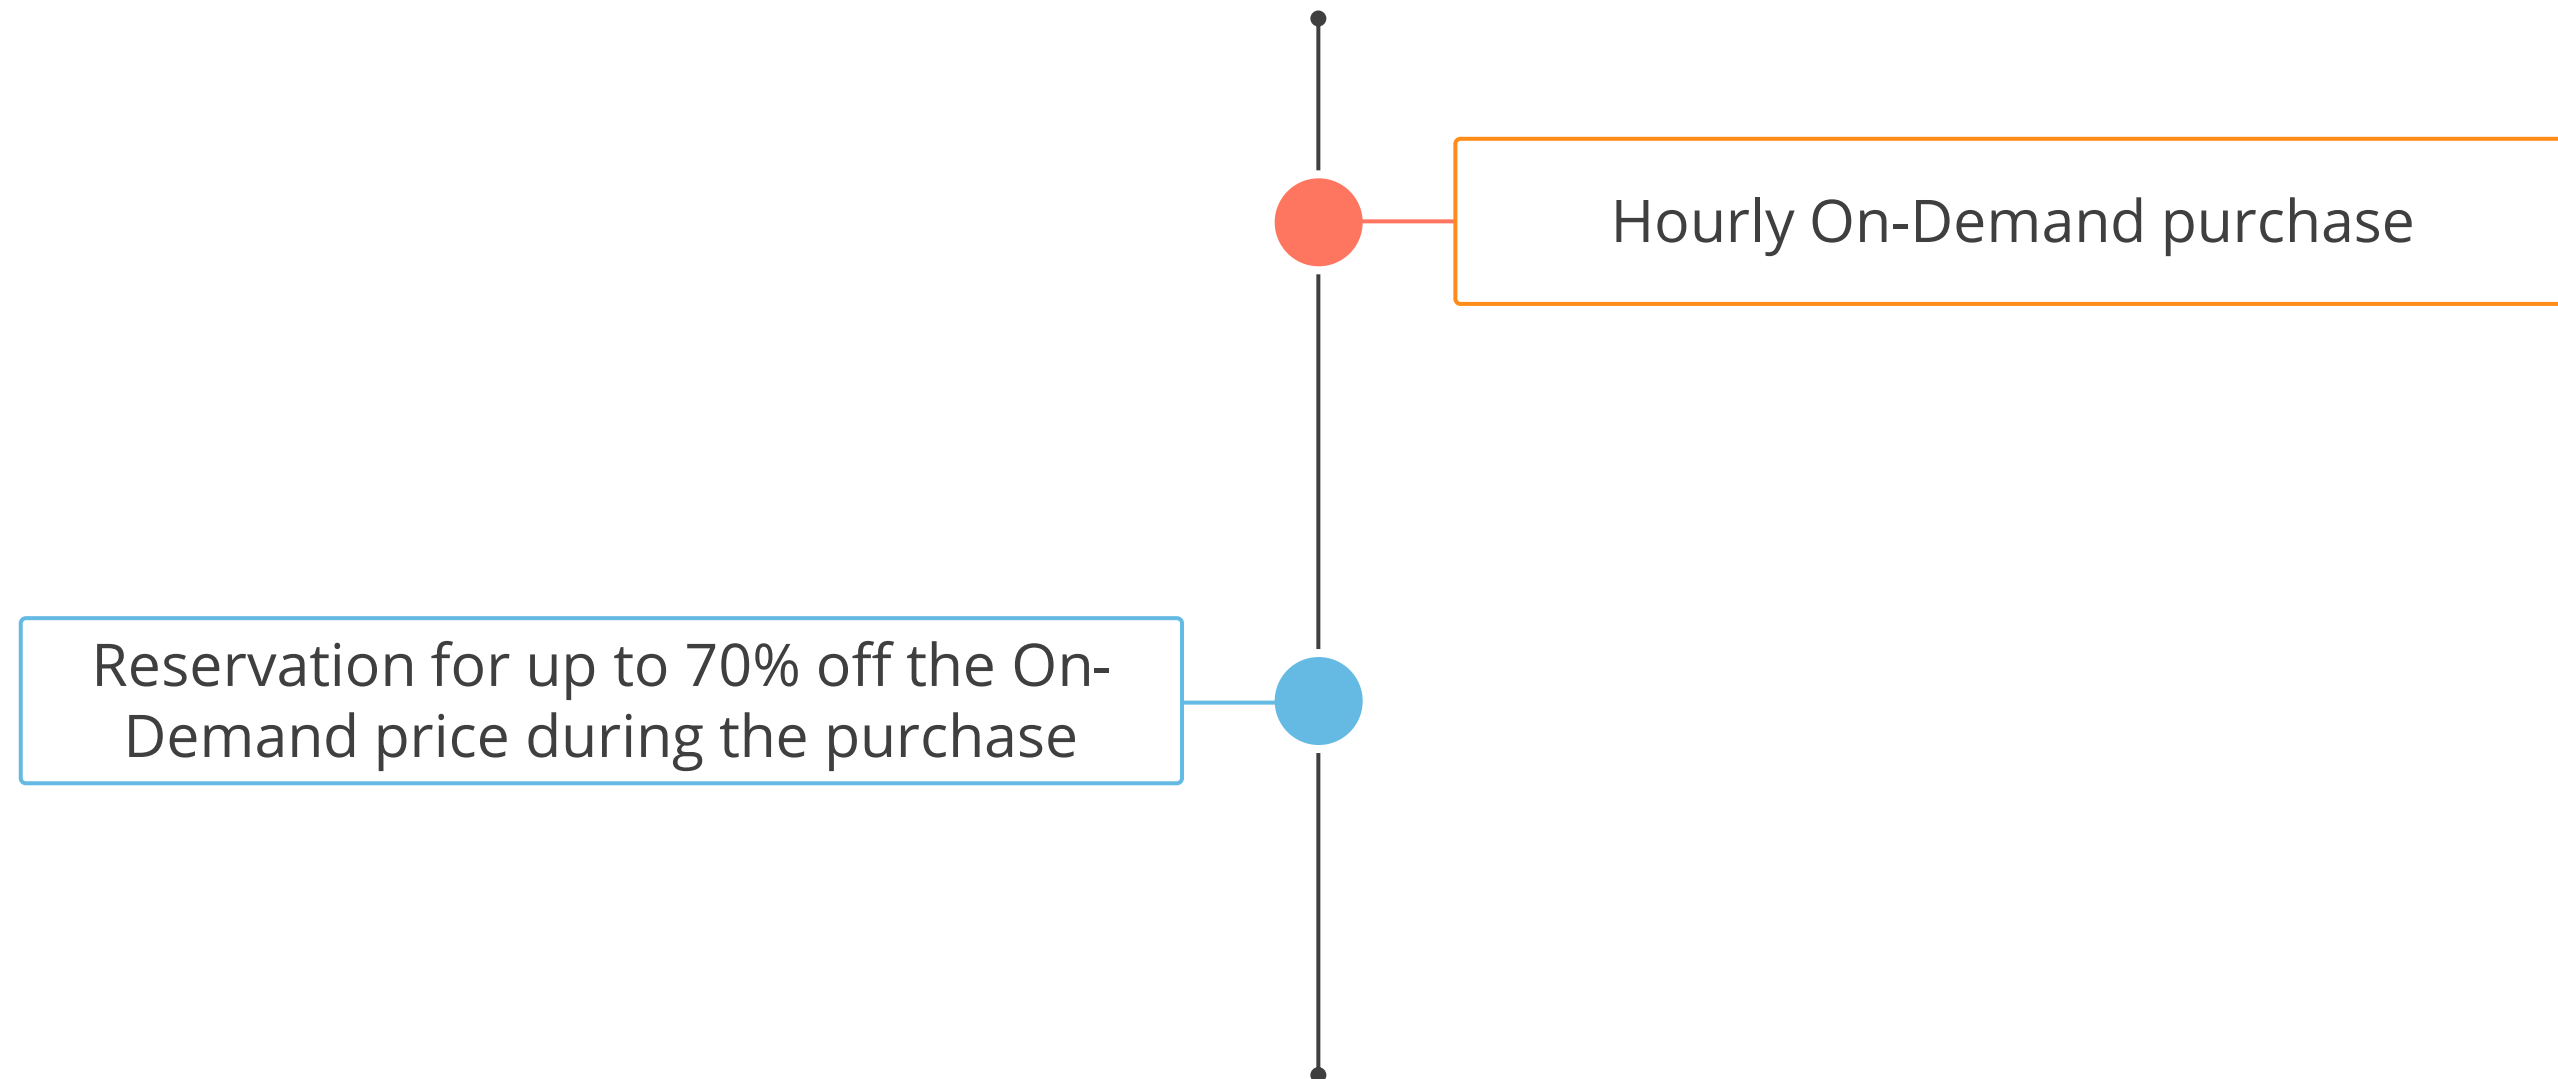 Hourly On-Demand purchase
Reservation for up to 70% off the On-
Demand price during the purchase